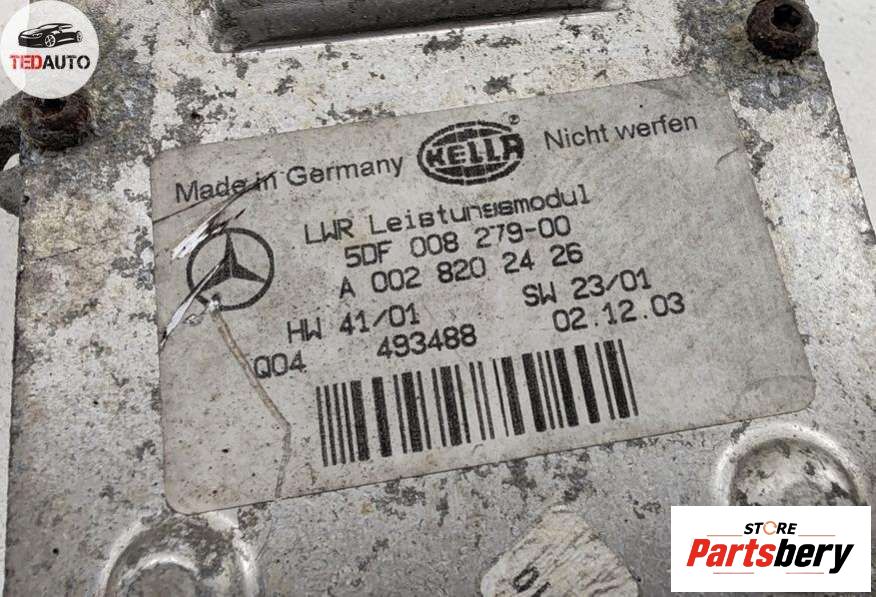 TEDAUTO
Made in Germany HELLA ® Nicht werfen
LWR Leistungsmodul
5DF 008 279-00
A 002 820 24 26
HW 41/01 SW 23/01
Q04 493488 02.12.03
STORE
Partsbery